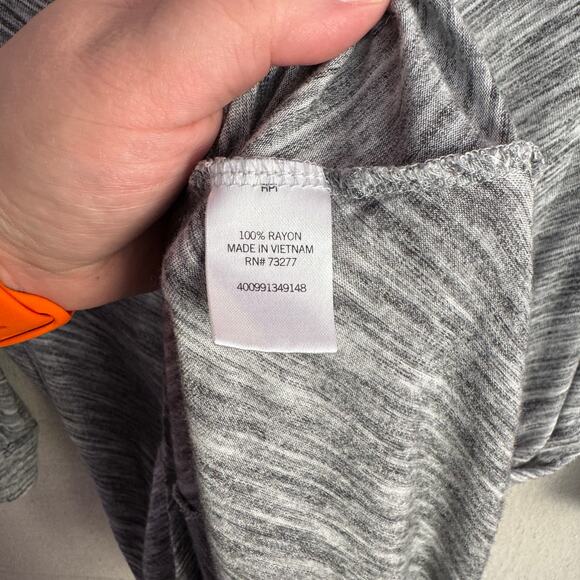 100% RAYON
MADE IN VIETNAM
RN# 73277
400991349148